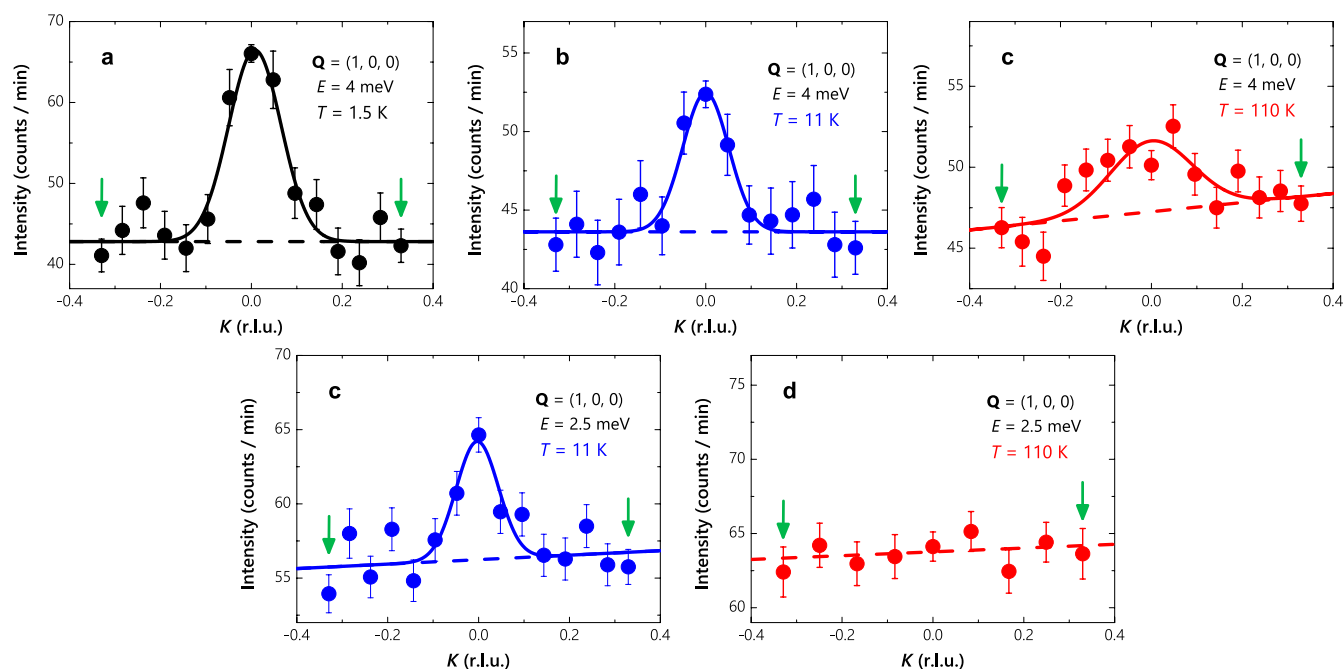 a
Q = (1, 0, 0)
E = 4 meV
T = 1.5 K
Intensity (counts / min)
70
65
60
55
50
45
40
-0.4
-0.2
0.0
0.2
0.4
K (r.l.u.)
b
Q = (1, 0, 0)
E = 4 meV
T = 11 K
Intensity (counts / min)
55
50
45
40
-0.4
-0.2
0.0
0.2
0.4
K (r.l.u.)
c
Q = (1, 0, 0)
E = 4 meV
T = 110 K
Intensity (counts / min)
55
50
45
-0.4
-0.2
0.0
0.2
0.4
K (r.l.u.)
c
Q = (1, 0, 0)
E = 2.5 meV
T = 11 K
Intensity (counts / min)
70
65
60
55
50
-0.4
-0.2
0.0
0.2
0.4
K (r.l.u.)
d
Q = (1, 0, 0)
E = 2.5 meV
T = 110 K
Intensity (counts / min)
75
70
65
60
-0.4
-0.2
0.0
0.2
0.4
K (r.l.u.)